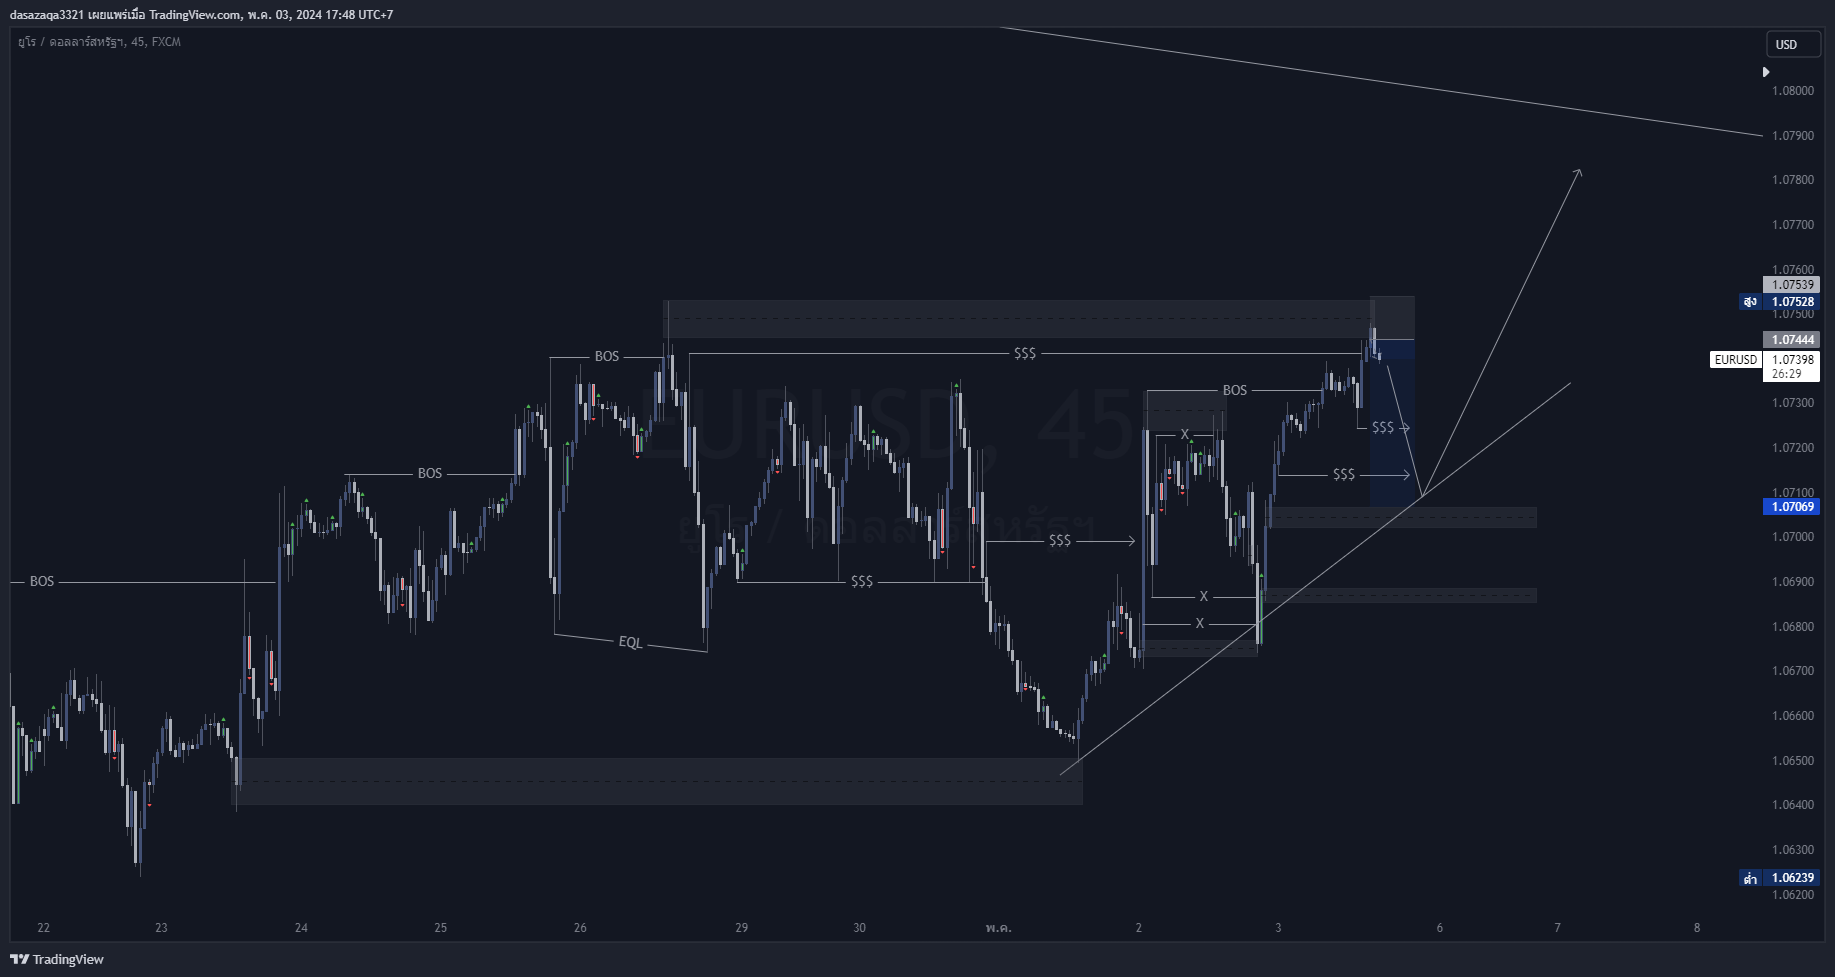 dasazaqa3321 เผยแพร่เมื่อ TradingView.com, พ.ค. 03, 2024 17:48 UTC+7
ยูโร / ดอลลาร์สหรัฐฯ, 45, FXCM
USD
1.08000
1.07900
1.07800
1.07700
1.07600
1.07539
สูง 1.07528
1.07500
1.07444
EURUSD 1.07398
26:29
1.07300
1.07200
1.07100
1.07069
1.07000
1.06900
1.06800
1.06700
1.06600
1.06500
1.06400
1.06300
ต่ำ 1.06239
1.06200
BOS
BOS
BOS
EQL
$$$
$$$
$$$
BOS
X
X
X
$$$
$$$
EURUSD, 45
ยูโร / ดอลลาร์สหรัฐฯ
22 23 24 25 26 29 30 พ.ค. 2 3 6 7 8
TradingView